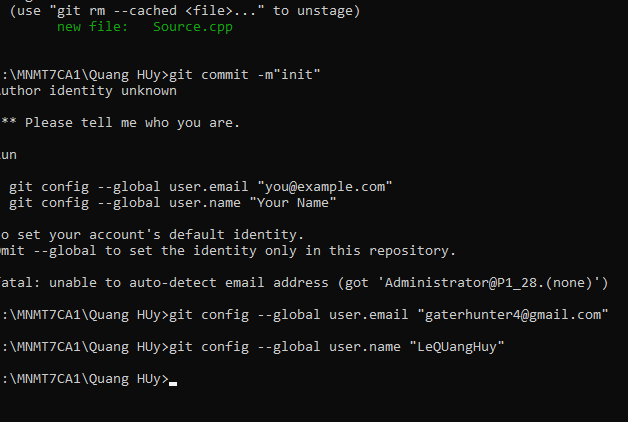 (use "git rm --cached <file>..." to unstage)
new file:   Source.cpp
:\MNMT7CA1\Quang HUy>git commit -m"init"
uthor identity unknown
** Please tell me who you are.
un
git config --global user.email "you@example.com"
git config --global user.name "Your Name"
o set your account's default identity.
mit --global to set the identity only in this repository.
atal: unable to auto-detect email address (got 'Administrator@P1_28.(none)')
:\MNMT7CA1\Quang HUy>git config --global user.email "gaterhunter4@gmail.com"
:\MNMT7CA1\Quang HUy>git config --global user.name "LeQUangHuy"
:\MNMT7CA1\Quang HUy>